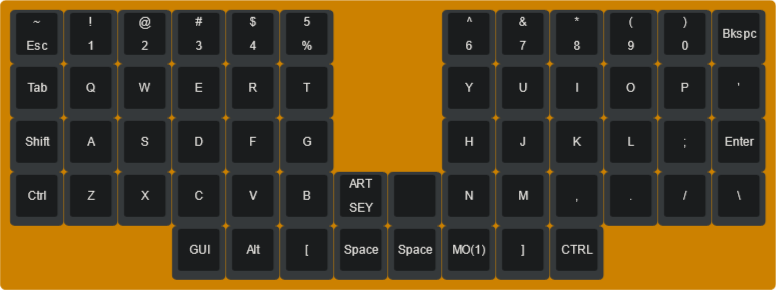 ~ ! @ # $ 5 ^ & * ( ) Bkspc
Esc 1 2 3 4 % 6 7 8 9 0
Tab Q W E R T Y U I O P '
Shift A S D F G H J K L ; Enter
Ctrl Z X C V B ART N M , . / \
SEY
GUI Alt [ Space Space MO(1) ] CTRL